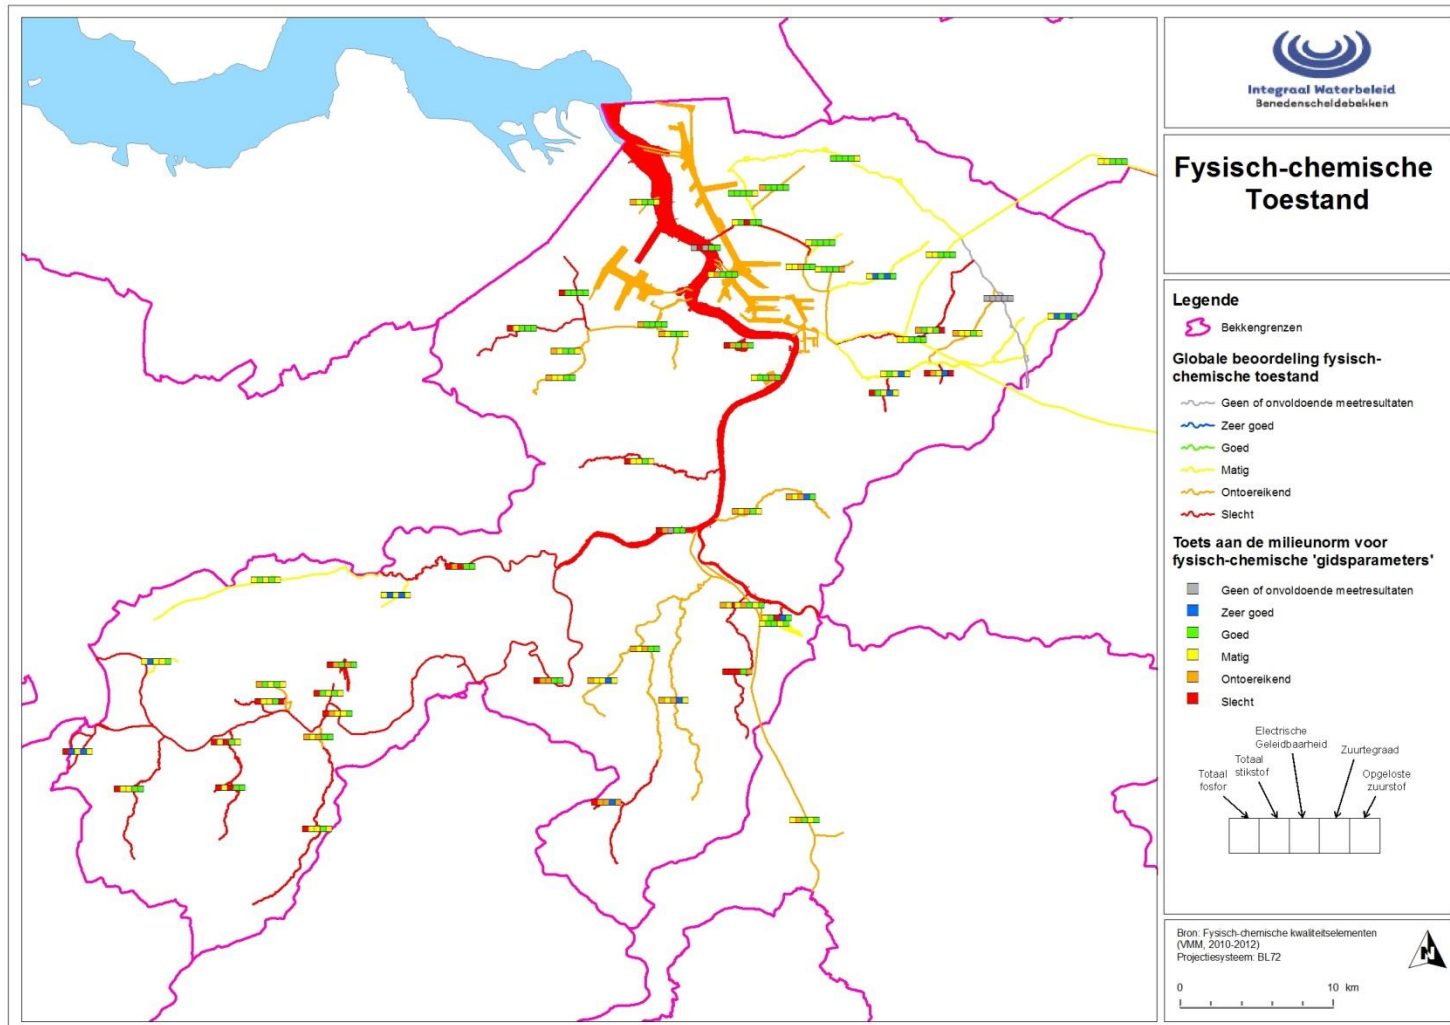 Integraal Waterbeleid
Benedenscheldebekken
Fysisch-chemische
Toestand
Legende
Bekkengrenzen
Globale beoordeling fysisch-
chemische toestand
Geen of onvoldoende meetresultaten
Zeer goed
Goed
Matig
Ontoereikend
Slecht
Toets aan de milieunorm voor
fysisch-chemische 'gidsparameters'
Geen of onvoldoende meetresultaten
Zeer goed
Goed
Matig
Ontoereikend
Slecht
Electrische
Geleidbaarheid
Totaal
stikstof
Zuurtegraad
Totaal
fosfor
Opgeloste
zuurstof
Bron: Fysisch-chemische kwaliteitselementen
(VMM, 2010-2012)
Projectiesysteem: BL72
N
0 10 km